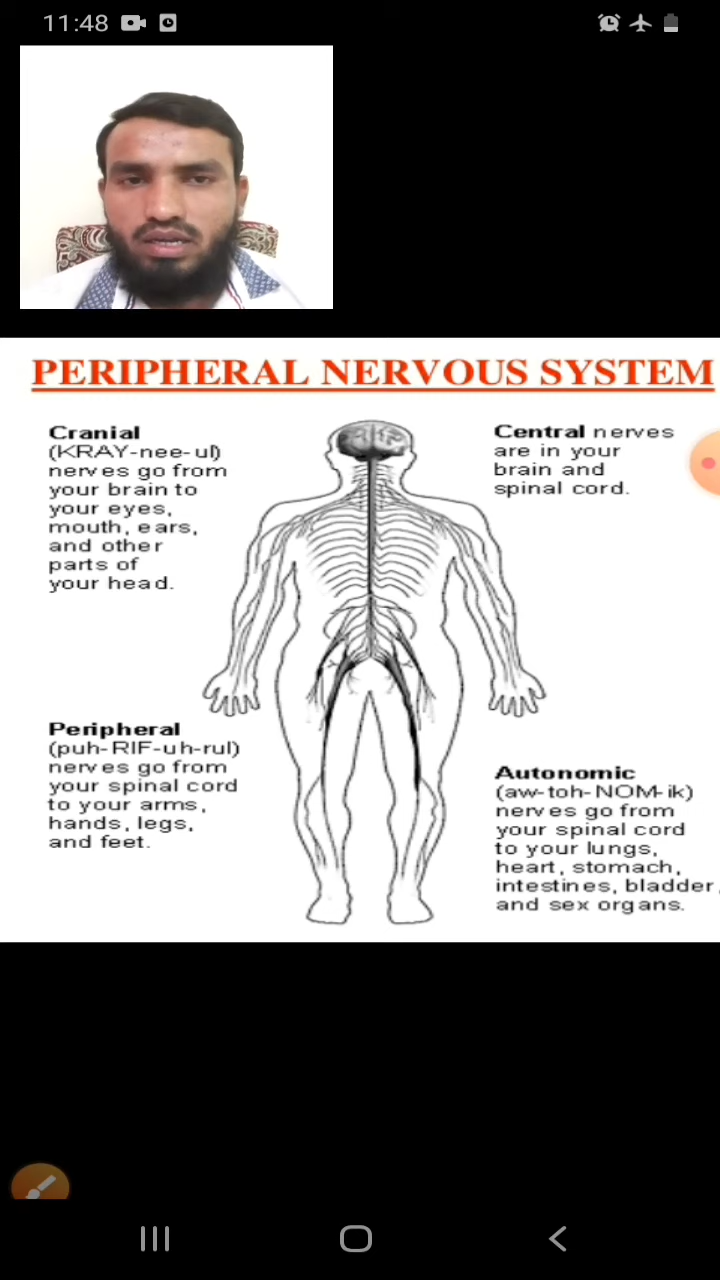 11:48
PERIPHERAL NERVOUS SYSTEM
Cranial
(KRAY-nee-ul)
nerves go from
your brain to
your eyes,
mouth, ears,
and other
parts of
your head.
Central nerves
are in your
brain and
spinal cord.
Peripheral
(puh-RIF-uh-rul)
nerves go from
your spinal cord
to your arms,
hands, legs,
and feet.
Autonomic
(aw-toh-NOM-ik)
nerves go from
your spinal cord
to your lungs,
heart, stomach,
intestines, bladder,
and sex organs.